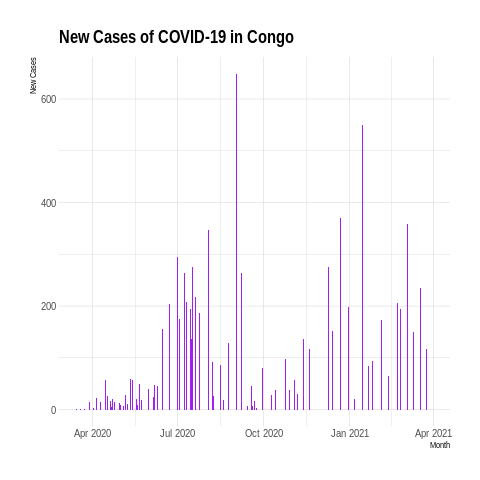 New Cases of COVID-19 in Congo
New Cases
600
400
200
0
Apr 2020
Jul 2020
Oct 2020
Jan 2021
Apr 2021
Month